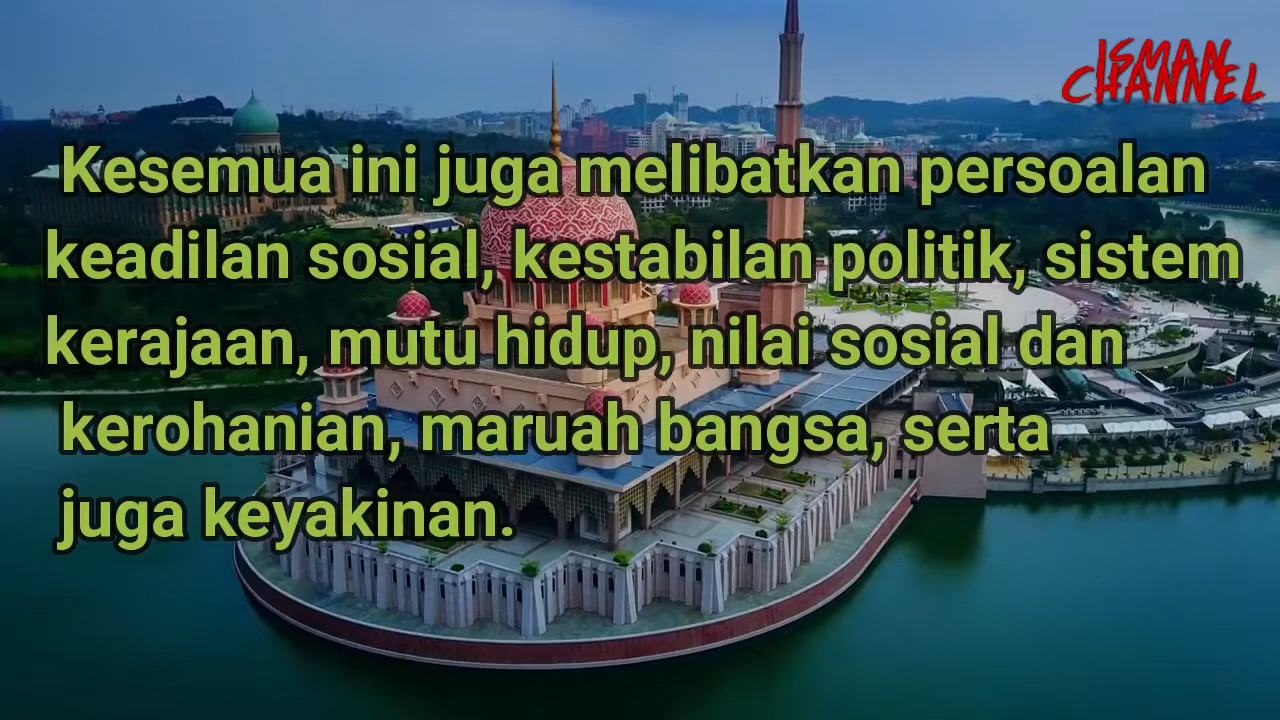 ISMAN
CHANNEL
Kesemua ini juga melibatkan persoalan
keadilan sosial, kestabilan politik, sistem
kerajaan, mutu hidup, nilai sosial dan
kerohanian, maruah bangsa, serta
juga keyakinan.